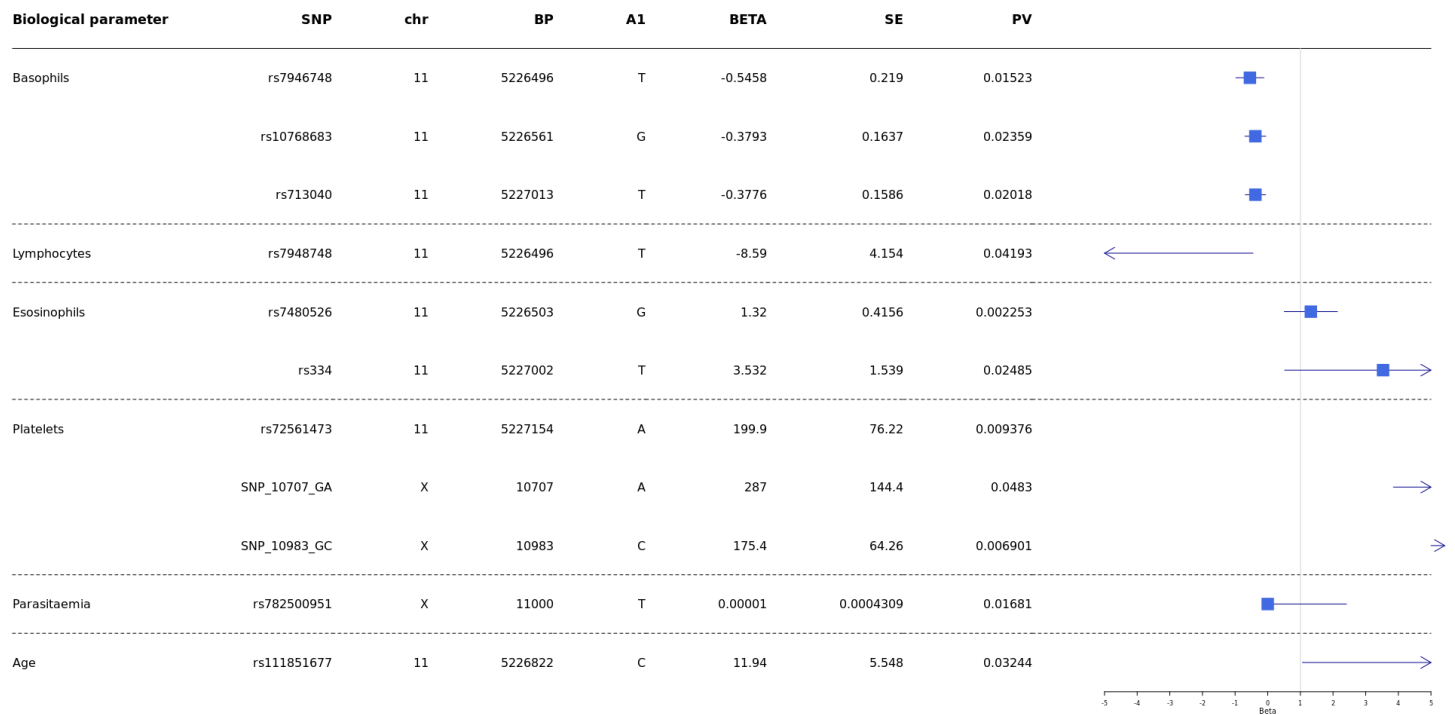 Biological parameter SNP chr BP A1 BETA SE PV
Basophils rs7946748 11 5226496 T -0.5458 0.219 0.01523
rs10768683 11 5226561 G -0.3793 0.1637 0.02359
rs713040 11 5227013 T -0.3776 0.1586 0.02018
Lymphocytes rs7948748 11 5226496 T -8.59 4.154 0.04193
Esosinophils rs7480526 11 5226503 G 1.32 0.4156 0.002253
rs334 11 5227002 T 3.532 1.539 0.02485
Platelets rs72561473 11 5227154 A 199.9 76.22 0.009376
SNP_10707_GA X 10707 A 287 144.4 0.0483
SNP_10983_GC X 10983 C 175.4 64.26 0.006901
Parasitaemia rs782500951 X 11000 T 0.00001 0.0004309 0.01681
Age rs111851677 11 5226822 C 11.94 5.548 0.03244
-5 -4 -3 -2 -1 0 1 2 3 4 5
Beta